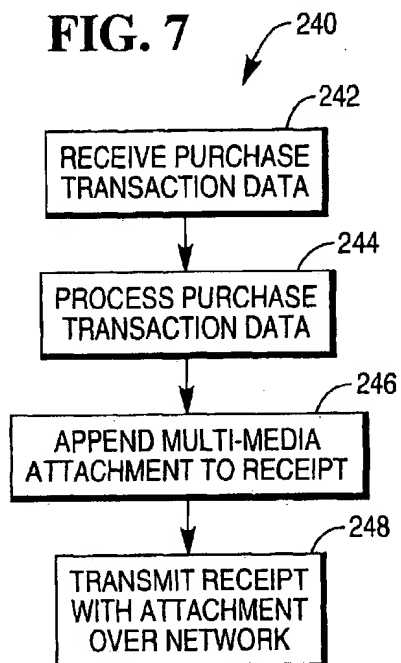 FIG. 7
240
242
RECEIVE PURCHASE
TRANSACTION DATA
244
PROCESS PURCHASE
TRANSACTION DATA
246
APPEND MULTI-MEDIA
ATTACHMENT TO RECEIPT
248
TRANSMIT RECEIPT
WITH ATTACHMENT
OVER NETWORK